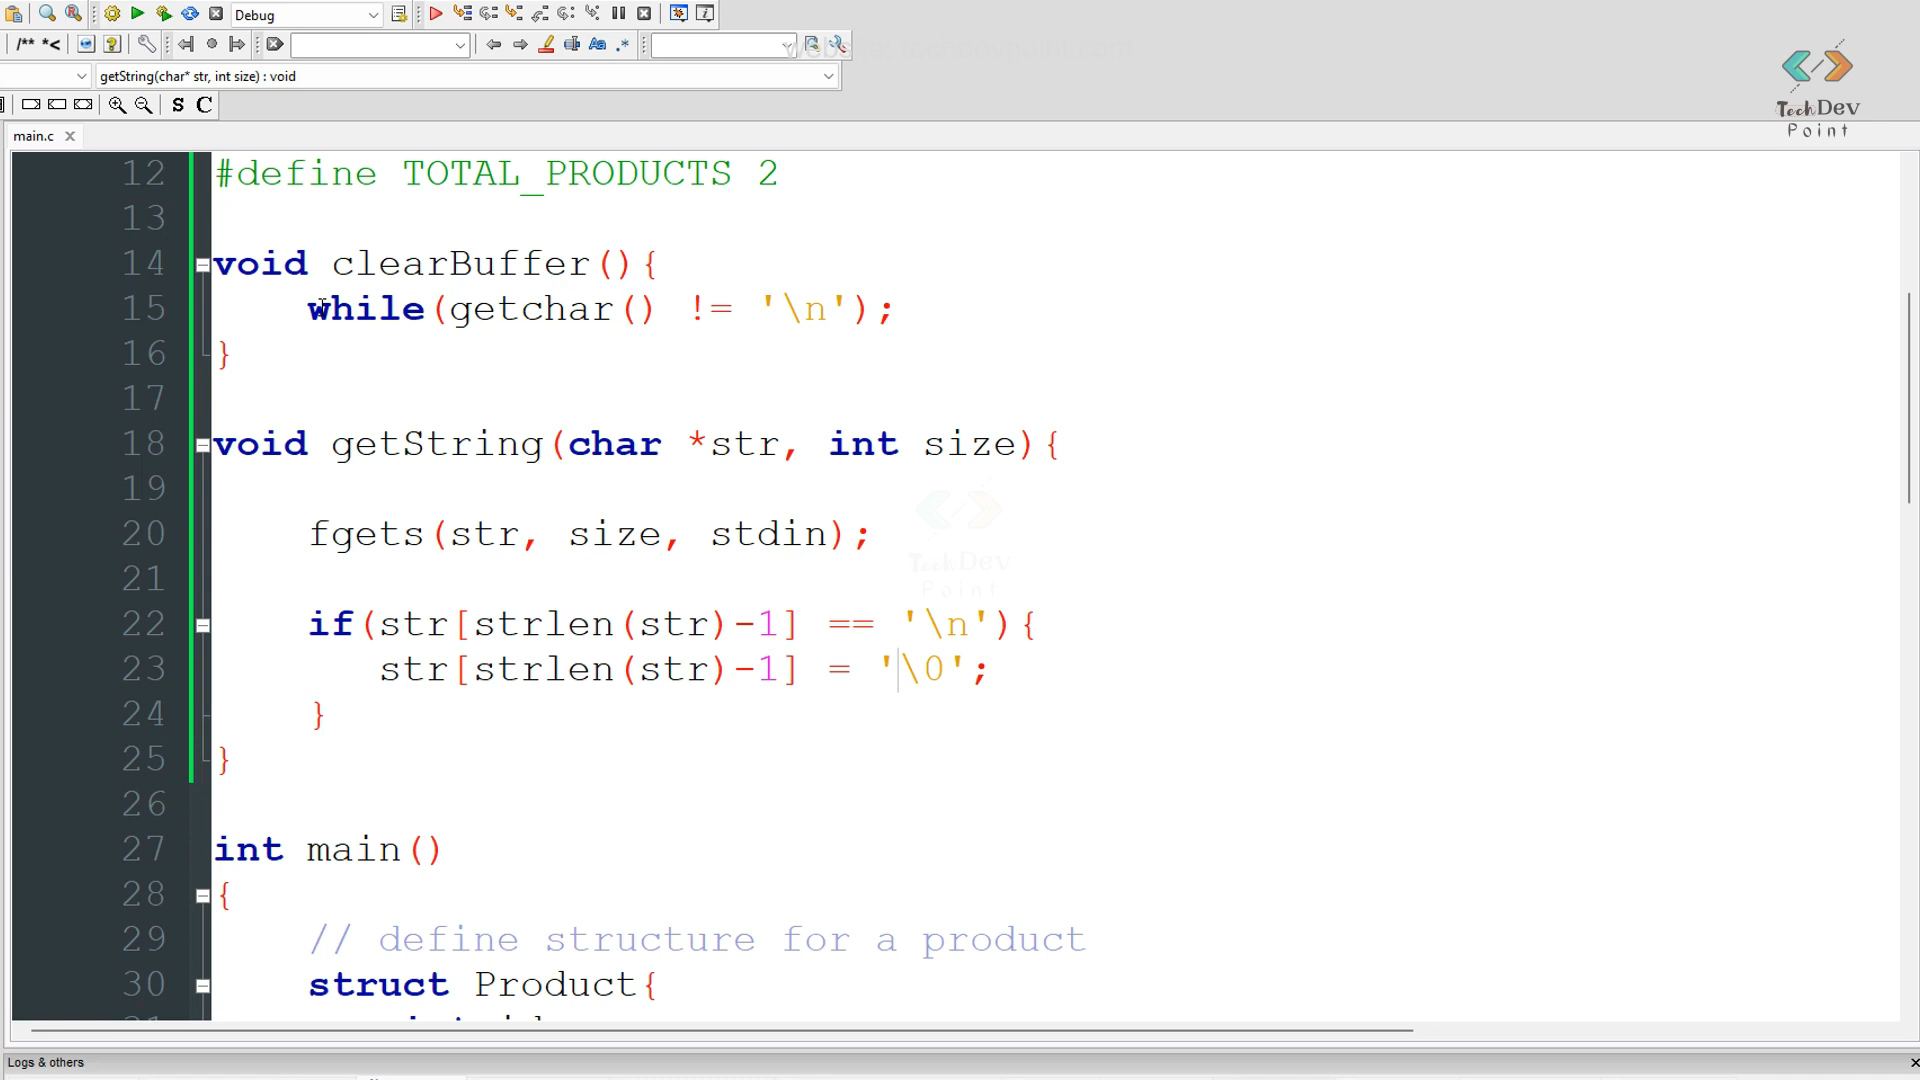 Debug
/** *<
Aa .*
getString(char* str, int size) : void
S C
TechDev
Point
main.c
12 #define TOTAL_PRODUCTS 2
13
14 void clearBuffer(){
15 while(getchar() != '\n');
16 }
17
18 void getString(char *str, int size){
19
20 fgets(str, size, stdin);
21
TechDev
Point
22 if(str[strlen(str)-1] == '\n'){
23 str[strlen(str)-1] = '\0';
24 }
25 }
26
27 int main()
28 {
29 // define structure for a product
30 struct Product{
Logs & others